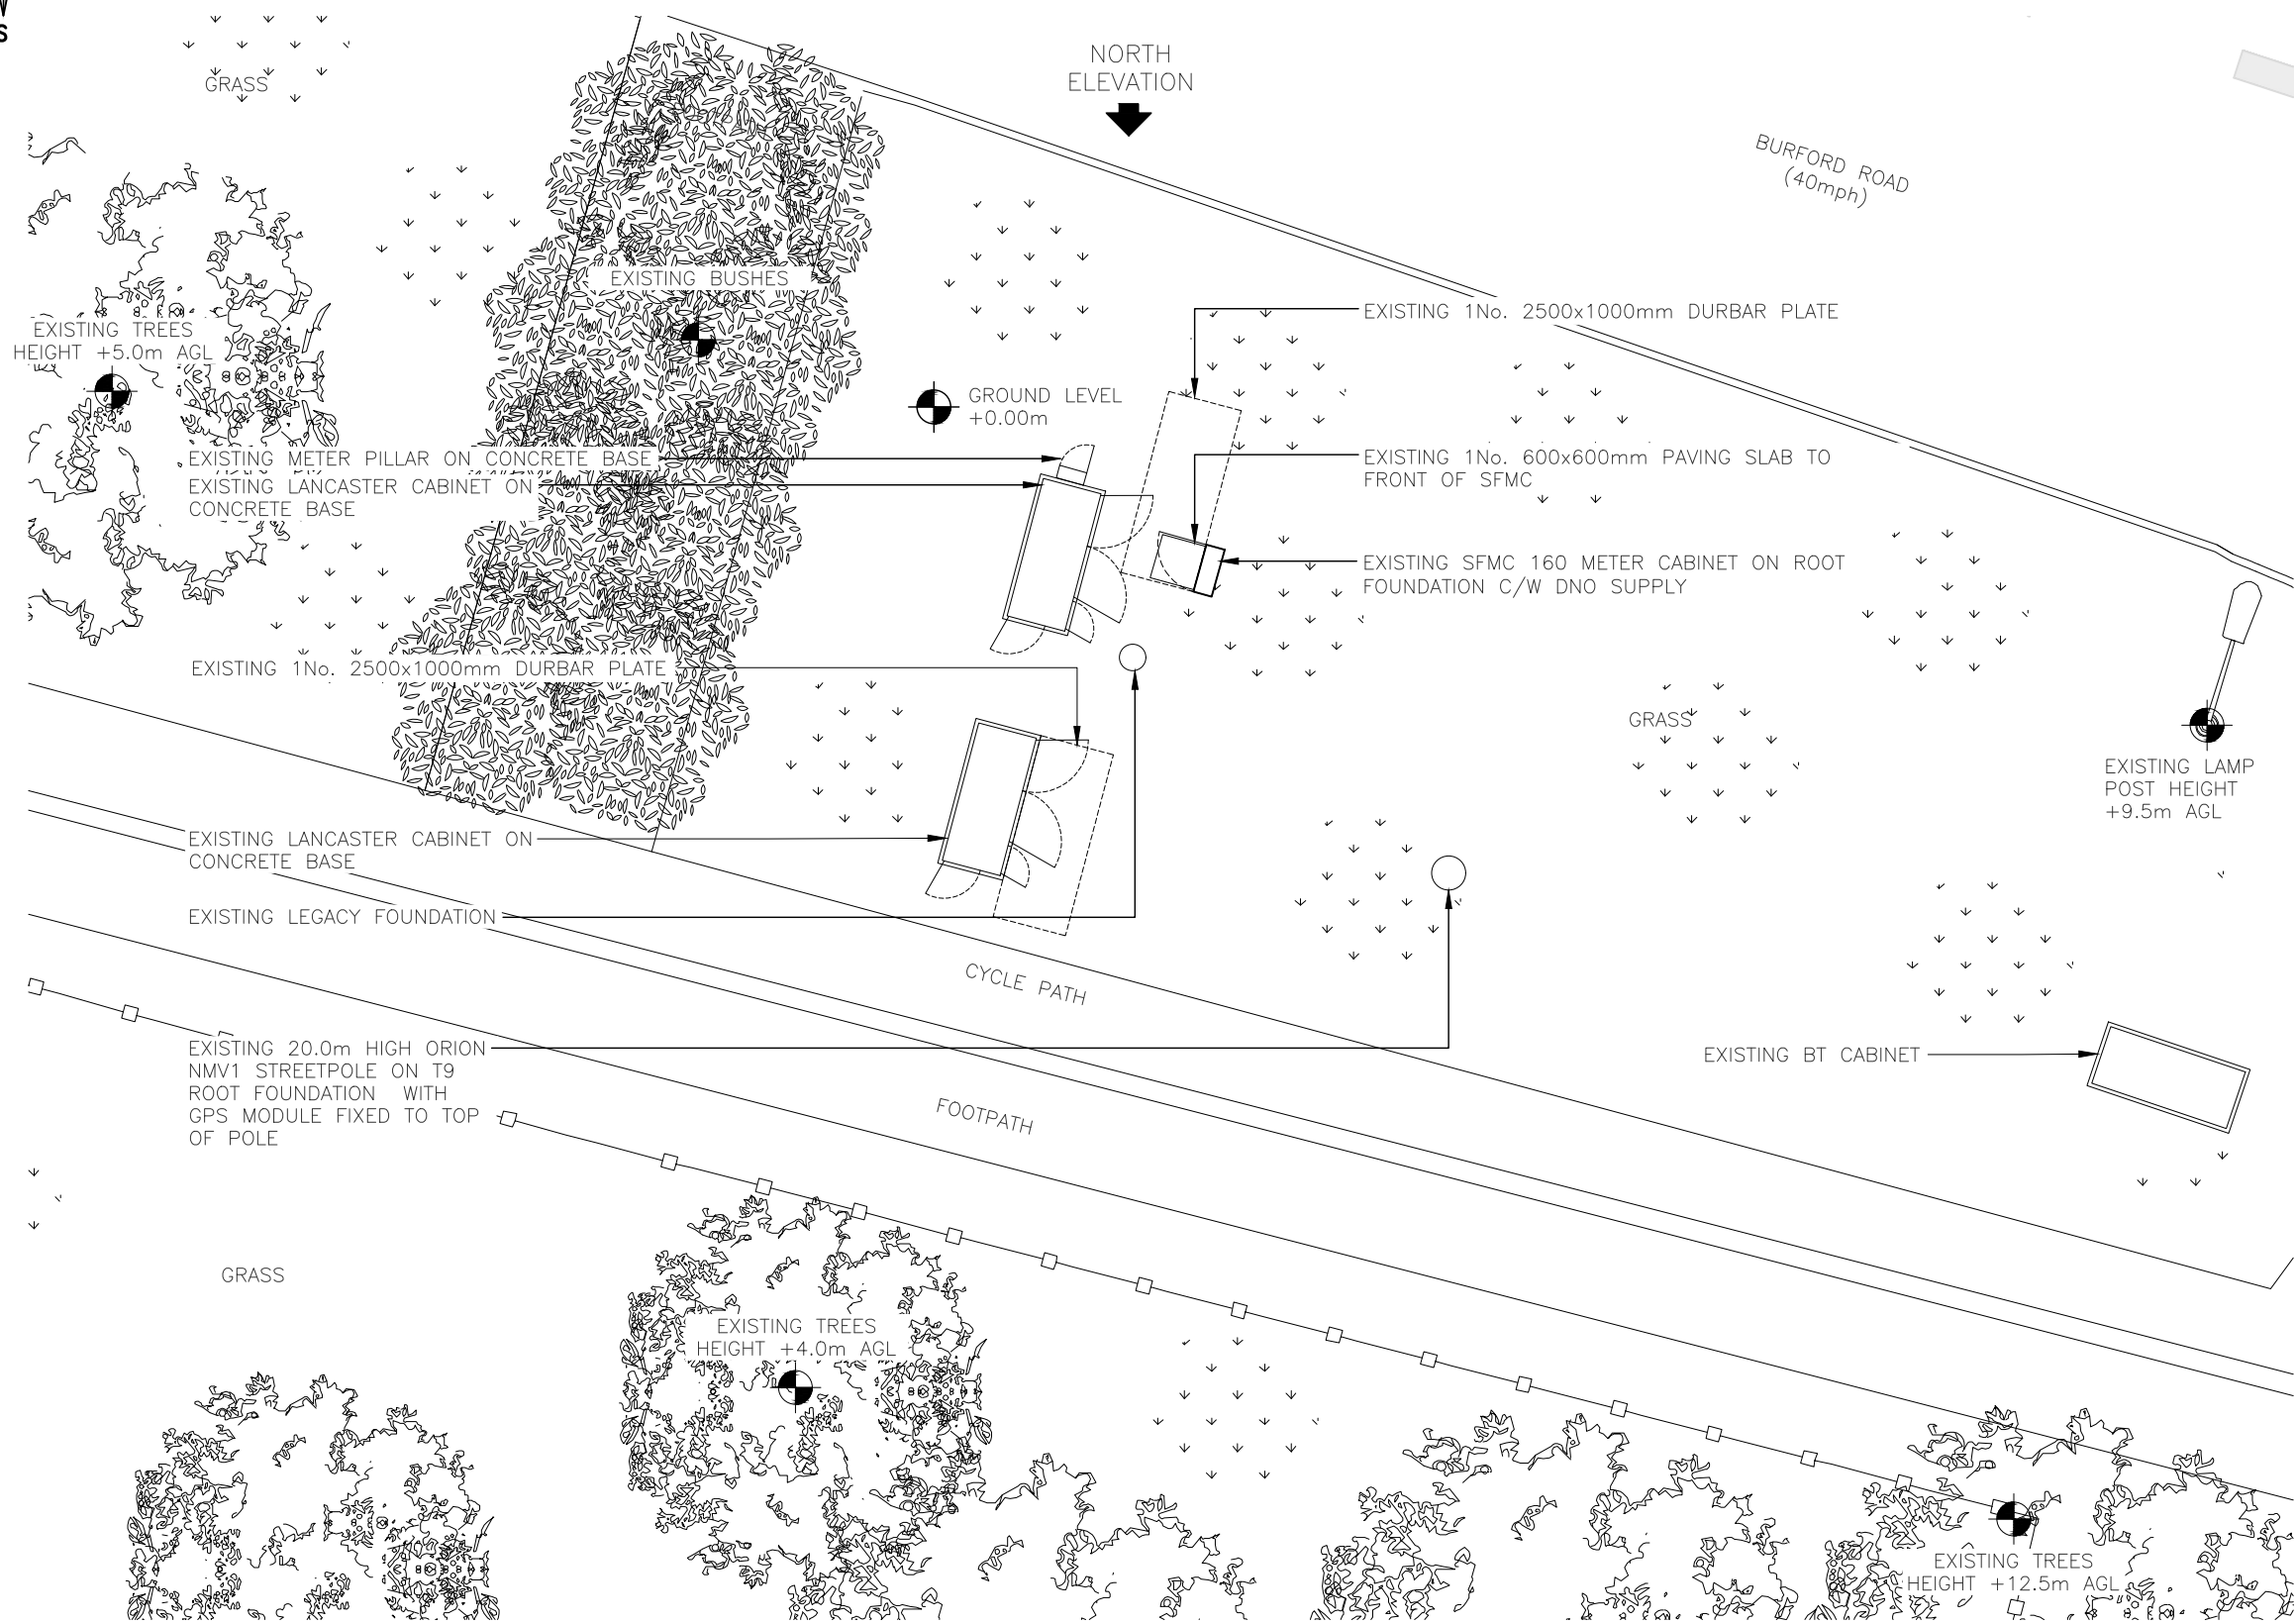 GRASS
NORTH
ELEVATION
BURFORD ROAD
(40mph)
EXISTING BUSHES
EXISTING 1No. 2500x1000mm DURBAR PLATE
EXISTING TREES
HEIGHT +5.0m AGL
GROUND LEVEL
+0.00m
EXISTING METER PILLAR ON CONCRETE BASE
EXISTING LANCASTER CABINET ON
CONCRETE BASE
EXISTING 1No. 600x600mm PAVING SLAB TO
FRONT OF SFMC
EXISTING SFMC 160 METER CABINET ON ROOT
FOUNDATION C/W DNO SUPPLY
EXISTING 1No. 2500x1000mm DURBAR PLATE
GRASS
EXISTING LAMP
POST HEIGHT
+9.5m AGL
EXISTING LANCASTER CABINET ON
CONCRETE BASE
EXISTING LEGACY FOUNDATION
CYCLE PATH
EXISTING 20.0m HIGH ORION
NMV1 STREETPOLE ON T9
ROOT FOUNDATION WITH
GPS MODULE FIXED TO TOP
OF POLE
EXISTING BT CABINET
FOOTPATH
GRASS
EXISTING TREES
HEIGHT +4.0m AGL
EXISTING TREES
HEIGHT +12.5m AGL